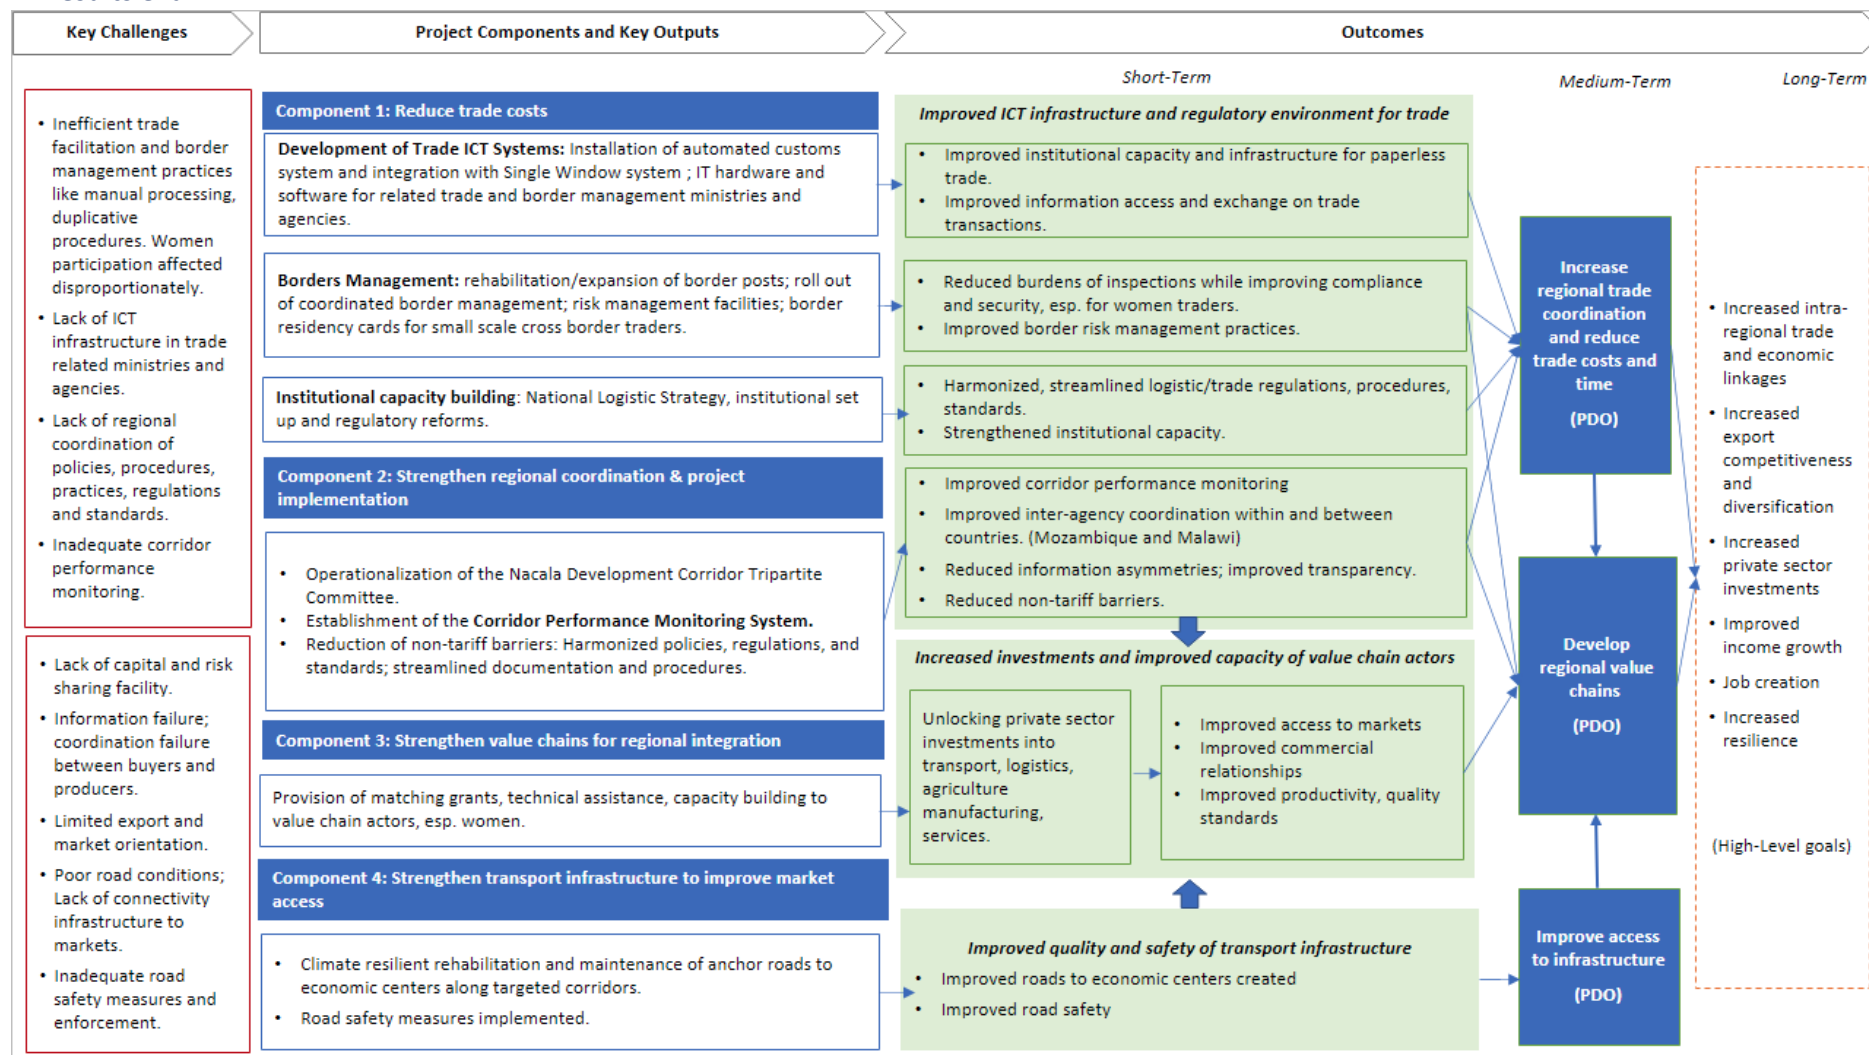 Key Challenges
Project Components and Key Outputs
Outcomes
Short-Term
Medium-Term
Long-Term
• Inefficient trade
facilitation and border
management practices
like manual processing,
duplicative
procedures. Women
participation affected
disproportionately.
• Lack of ICT
infrastructure in trade
related ministries and
agencies.
• Lack of regional
coordination of
policies, procedures,
practices, regulations
and standards.
• Inadequate corridor
performance
monitoring.
• Lack of capital and risk
sharing facility.
• Information failure;
coordination failure
between buyers and
producers.
• Limited export and
market orientation.
• Poor road conditions;
Lack of connectivity
infrastructure to
markets.
• Inadequate road
safety measures and
enforcement.
Component 1: Reduce trade costs
Development of Trade ICT Systems: Installation of automated customs
system and integration with Single Window system ; IT hardware and
software for related trade and border management ministries and
agencies.
Borders Management: rehabilitation/expansion of border posts; roll out
of coordinated border management; risk management facilities; border
residency cards for small scale cross border traders.
Institutional capacity building: National Logistic Strategy, institutional set
up and regulatory reforms.
Component 2: Strengthen regional coordination & project
implementation
• Operationalization of the Nacala Development Corridor Tripartite
Committee.
• Establishment of the Corridor Performance Monitoring System.
• Reduction of non-tariff barriers: Harmonized policies, regulations, and
standards; streamlined documentation and procedures.
Component 3: Strengthen value chains for regional integration
Provision of matching grants, technical assistance, capacity building to
value chain actors, esp. women.
Component 4: Strengthen transport infrastructure to improve market
access
• Climate resilient rehabilitation and maintenance of anchor roads to
economic centers along targeted corridors.
• Road safety measures implemented.
Improved ICT infrastructure and regulatory environment for trade
• Improved institutional capacity and infrastructure for paperless
trade.
• Improved information access and exchange on trade
transactions.
• Reduced burdens of inspections while improving compliance
and security, esp. for women traders.
• Improved border risk management practices.
• Harmonized, streamlined logistic/trade regulations, procedures,
standards.
• Strengthened institutional capacity.
• Improved corridor performance monitoring
• Improved inter-agency coordination within and between
countries. (Mozambique and Malawi)
• Reduced information asymmetries; improved transparency.
• Reduced non-tariff barriers.
Increased investments and improved capacity of value chain actors
Unlocking private sector
investments into
transport, logistics,
agriculture
manufacturing,
services.
• Improved access to markets
• Improved commercial
relationships
• Improved productivity, quality
standards
Improved quality and safety of transport infrastructure
• Improved roads to economic centers created
• Improved road safety
Increase
regional trade
coordination
and reduce
trade costs and
time
(PDO)
Develop
regional value
chains
(PDO)
Improve access
to infrastructure
(PDO)
• Increased intra-
regional trade
and economic
linkages
• Increased
export
competitiveness
and
diversification
• Increased
private sector
investments
• Improved
income growth
• Job creation
• Increased
resilience
(High-Level goals)